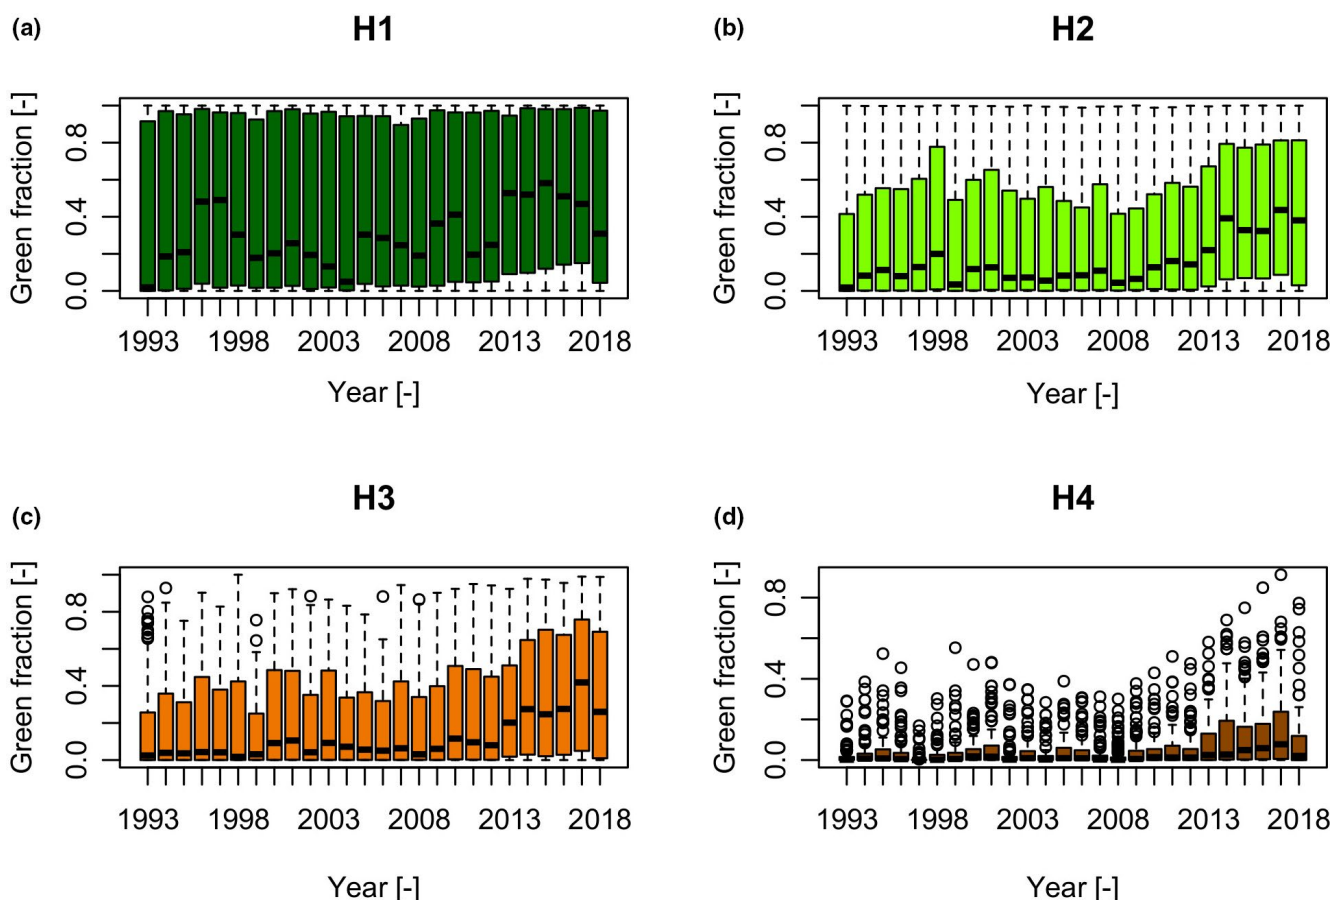 (a)
H1
Green fraction [-]
0.8
0.4
0.0
1993 1998 2003 2008 2013 2018
Year [-]
(b)
H2
Green fraction [-]
0.8
0.4
0.0
1993 1998 2003 2008 2013 2018
Year [-]
(c)
H3
Green fraction [-]
0.8
0.4
0.0
1993 1998 2003 2008 2013 2018
Year [-]
(d)
H4
Green fraction [-]
0.8
0.4
0.0
1993 1998 2003 2008 2013 2018
Year [-]